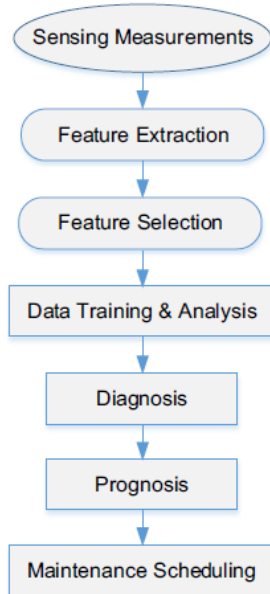 Sensing Measurements
Feature Extraction
Feature Selection
Data Training & Analysis
Diagnosis
Prognosis
Maintenance Scheduling